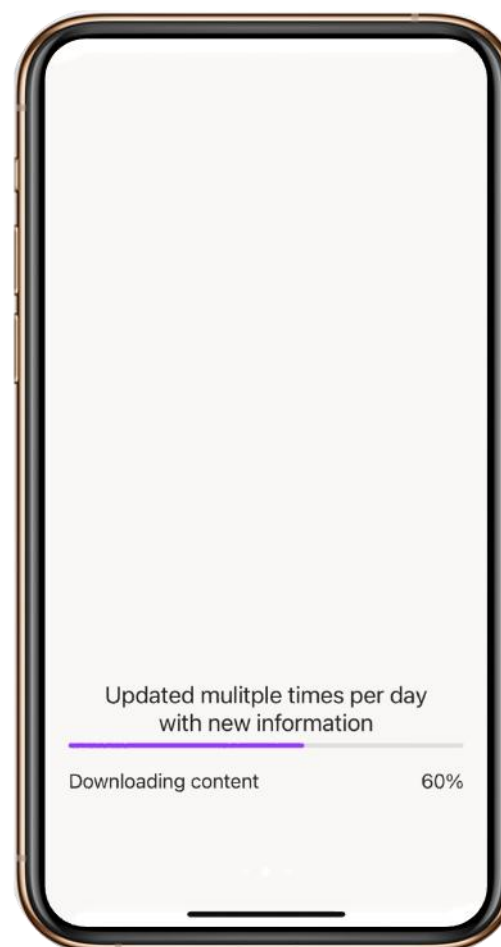 Updated mulitple times per day
with new information
Downloading content 60%